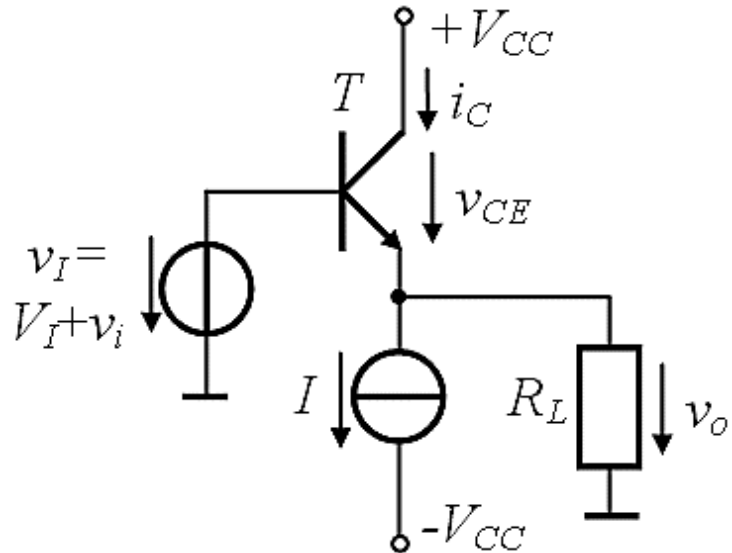 +V_CC
T
i_C
v_CE
v_I=
V_I+v_i
I
R_L
v_o
-V_CC